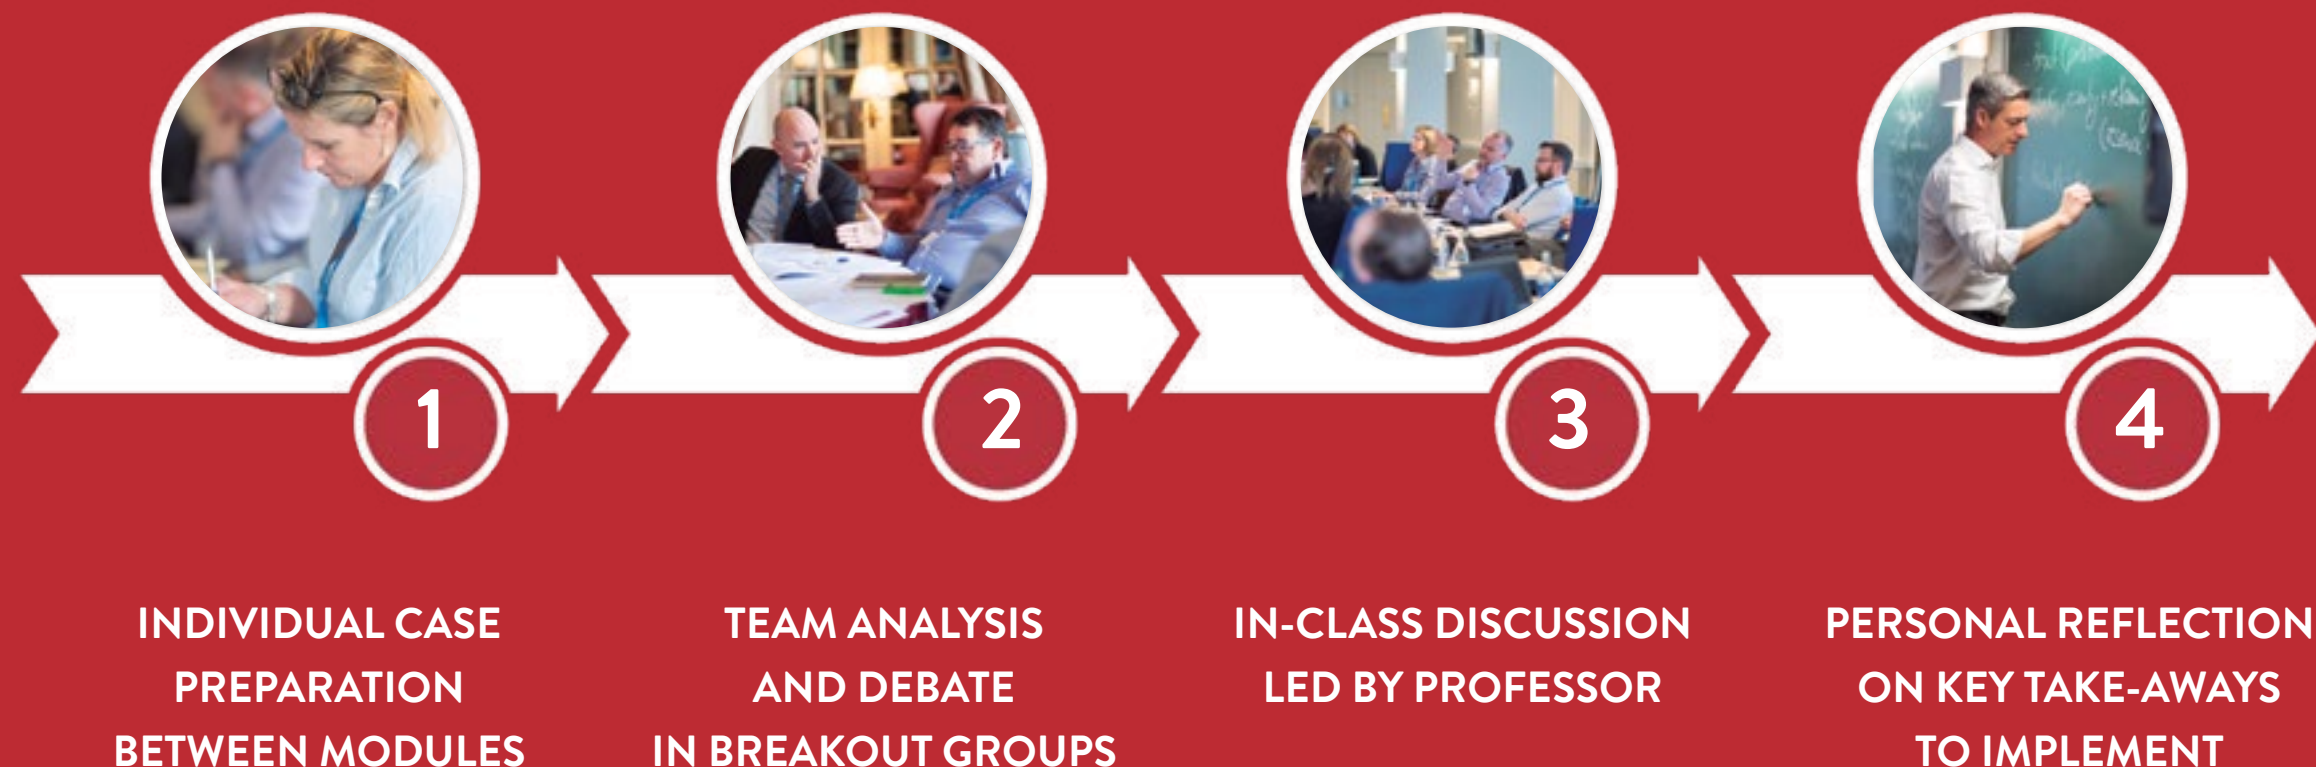 1
2
3
4
INDIVIDUAL CASE
PREPARATION
BETWEEN MODULES
TEAM ANALYSIS
AND DEBATE
IN BREAKOUT GROUPS
IN-CLASS DISCUSSION
LED BY PROFESSOR
PERSONAL REFLECTION
ON KEY TAKE-AWAYS
TO IMPLEMENT